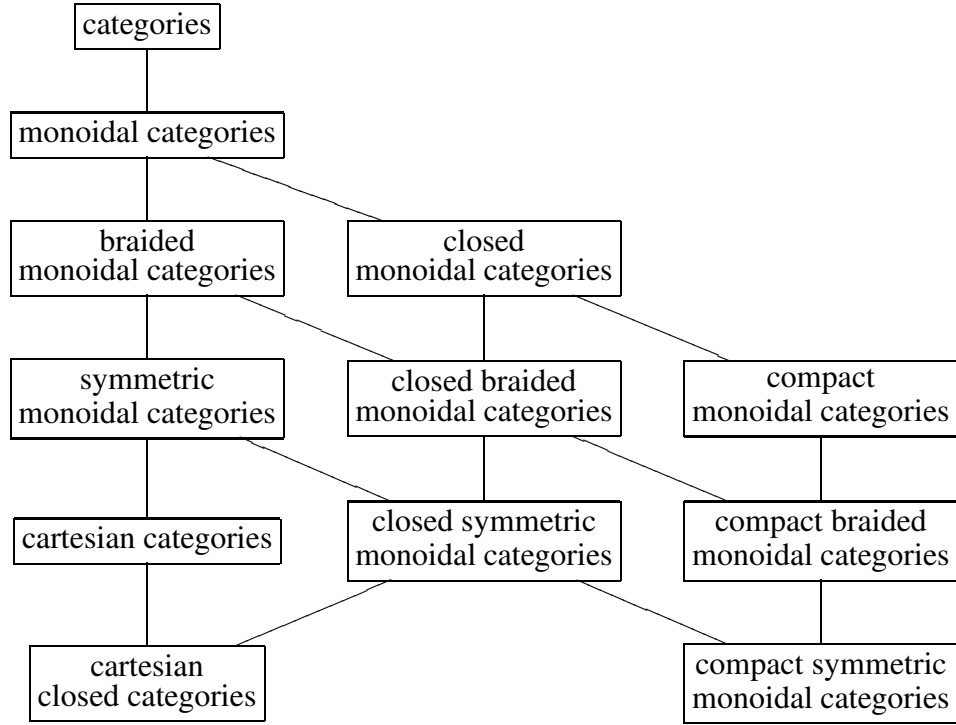 categories
monoidal categories
braided
monoidal categories
closed
monoidal categories
symmetric
monoidal categories
closed braided
monoidal categories
compact
monoidal categories
cartesian categories
closed symmetric
monoidal categories
compact braided
monoidal categories
cartesian
closed categories
compact symmetric
monoidal categories